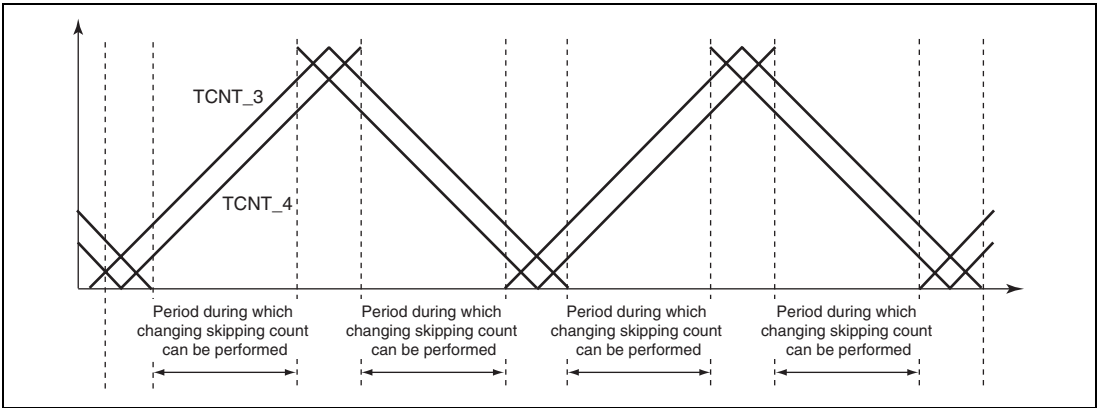 TCNT_3
TCNT_4
Period during which
changing skipping count
can be performed
Period during which
changing skipping count
can be performed
Period during which
changing skipping count
can be performed
Period during which
changing skipping count
can be performed